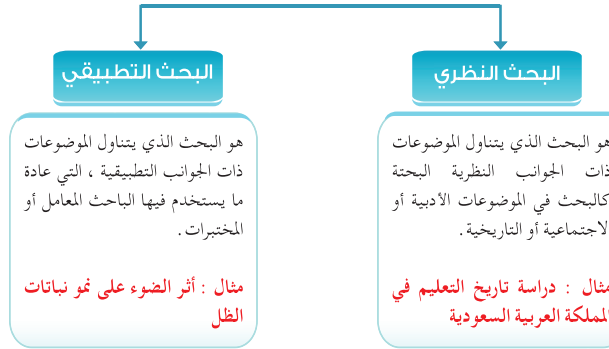 البحث النظري
هو البحث الذي يتناول الموضوعات
ذات الجوانب النظرية البحتة
كالبحث في الموضوعات الأدبية أو
الاجتماعية أو التاريخية .
مثال : دراسة تاريخ التعليم في
المملكة العربية السعودية
البحث التطبيقي
هو البحث الذي يتناول الموضوعات
ذات الجوانب التطبيقية ، التي عادة
ما يستخدم فيها الباحث المعامل أو
المختبرات .
مثال : أثر الضوء على نمو نباتات
الظل